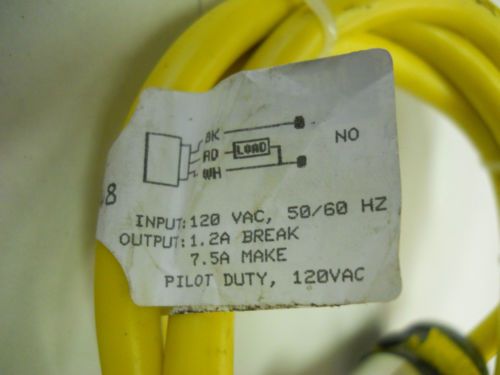 BK
NO
RD LOAD
WH
INPUT: 120 VAC, 50/60 HZ
OUTPUT: 1.2A BREAK
7.5A MAKE
PILOT DUTY, 120VAC